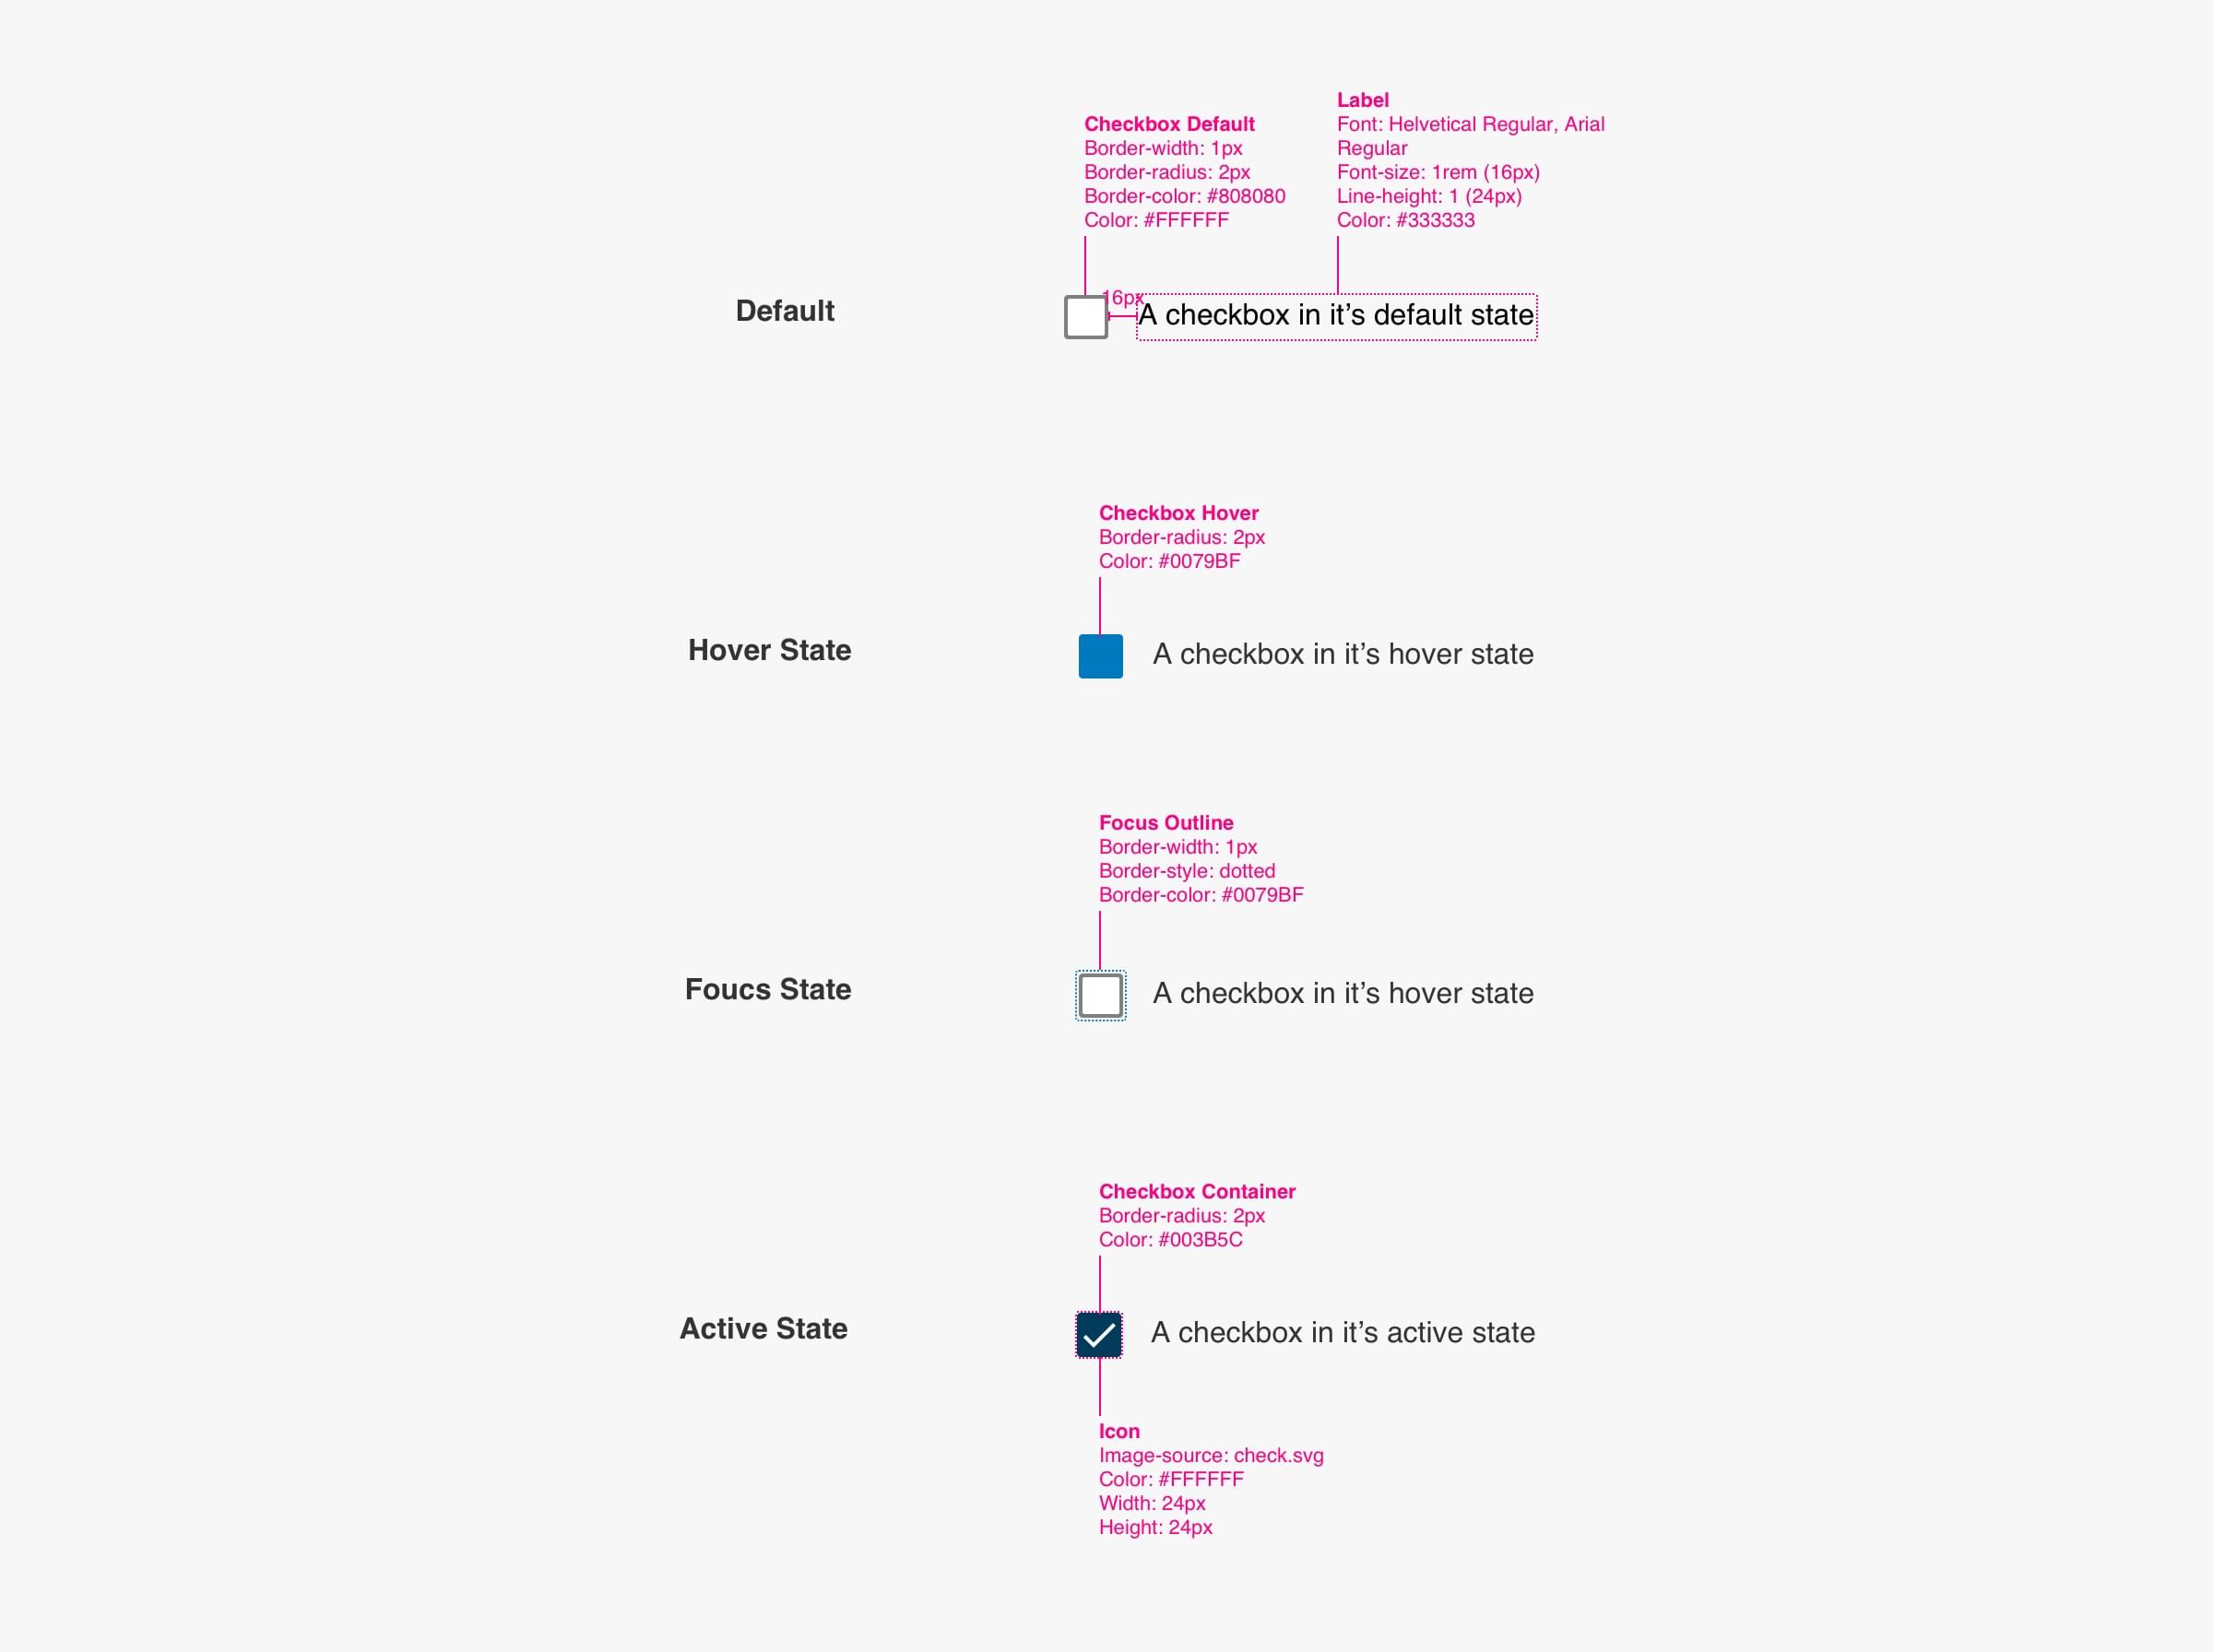 Label
Checkbox Default
Font: Helvetical Regular, Arial
Border-width: 1px
Regular
Border-radius: 2px
Font-size: 1rem (16px)
Border-color: #808080
Line-height: 1 (24px)
Color: #FFFFFF
Color: #333333
Default
16px
A checkbox in it’s default state
Checkbox Hover
Border-radius: 2px
Color: #0079BF
Hover State
A checkbox in it’s hover state
Focus Outline
Border-width: 1px
Border-style: dotted
Border-color: #0079BF
Foucs State
A checkbox in it’s hover state
Checkbox Container
Border-radius: 2px
Color: #003B5C
Active State
A checkbox in it’s active state
Icon
Image-source: check.svg
Color: #FFFFFF
Width: 24px
Height: 24px